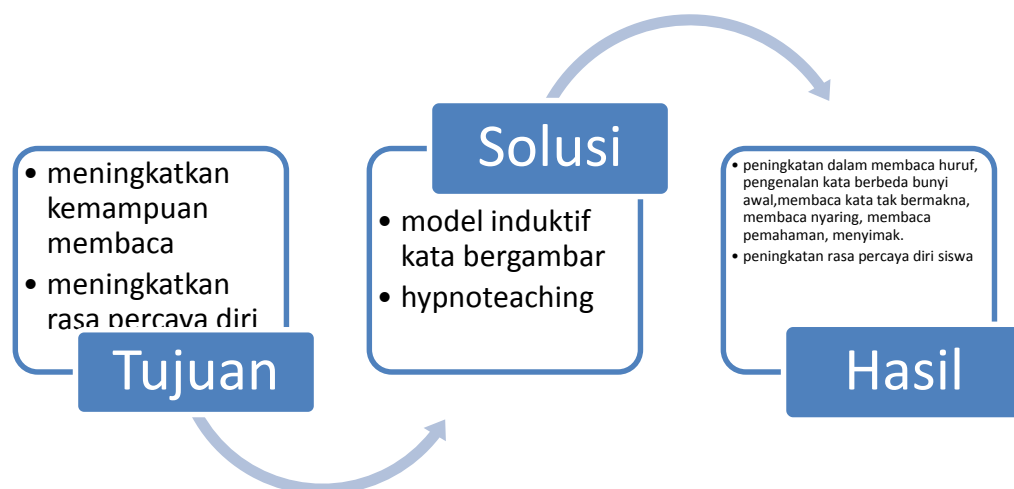 • meningkatkan
kemampuan
membaca
• meningkatkan
rasa percaya diri
Tujuan
Solusi
• model induktif
kata bergambar
• hypnoteaching
• peningkatan dalam membaca huruf,
pengenalan kata berbeda bunyi
awal,membaca kata tak bermakna,
membaca nyaring, membaca
pemahaman, menyimak.
• peningkatan rasa percaya diri siswa
Hasil